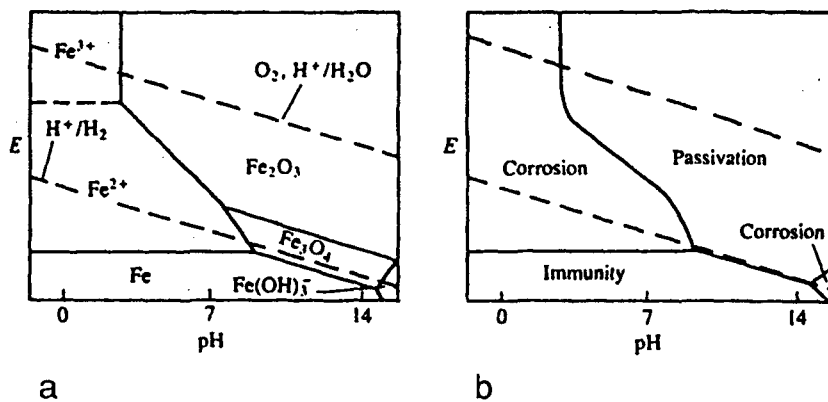 Fe³⁺
O₂, H⁺/H₂O
H⁺/H₂
E
Fe₂O₃
Fe²⁺
Fe₃O₄
Fe
Fe(OH)₃⁻
0
7
14
pH
a
E
Corrosion
Passivation
Corrosion
Immunity
0
7
14
pH
b